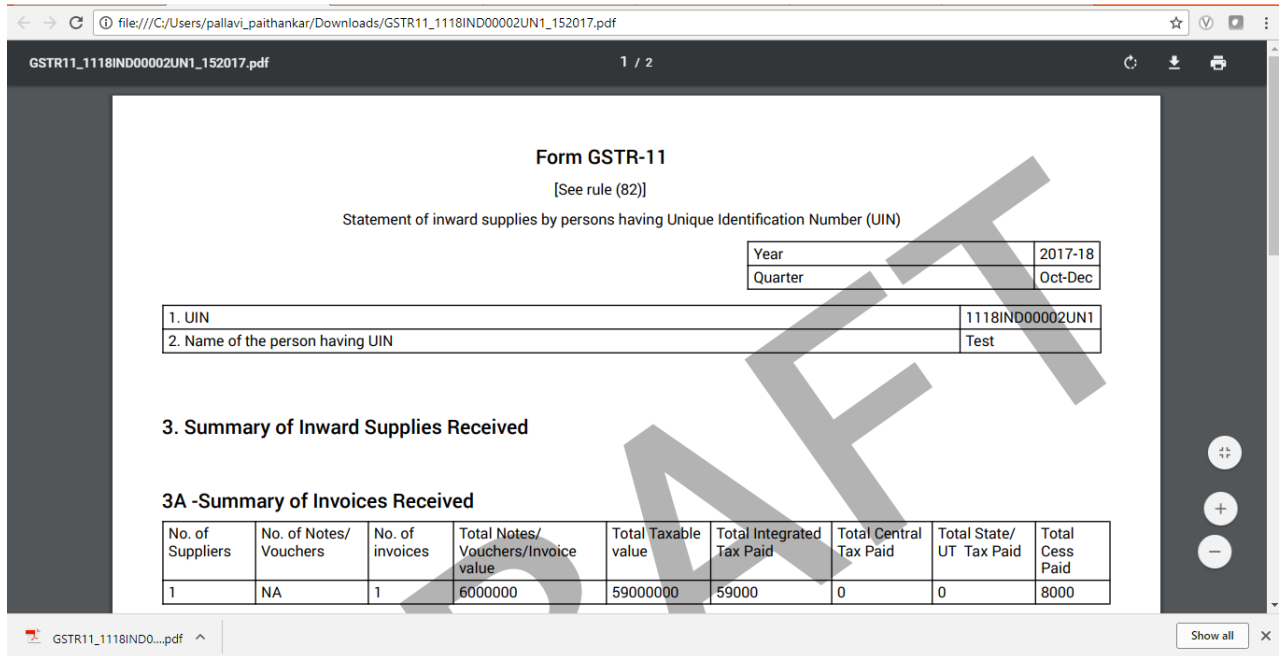 file:///C:/Users/pallavi_paithankar/Downloads/GSTR11_1118IND00002UN1_152017.pdf
GSTR11_1118IND00002UN1_152017.pdf
1 / 2
Form GSTR-11
[See rule (82)]
Statement of inward supplies by persons having Unique Identification Number (UIN)
Year 2017-18
Quarter Oct-Dec
1. UIN 1118IND00002UN1
2. Name of the person having UIN Test
3. Summary of Inward Supplies Received
3A -Summary of Invoices Received
No. of Suppliers No. of Notes/ Vouchers No. of invoices Total Notes/ Vouchers/Invoice value Total Taxable value Total Integrated Tax Paid Total Central Tax Paid Total State/ UT Tax Paid Total Cess Paid
1 NA 1 6000000 59000000 59000 0 0 8000
RAFT
GSTR11_1118IND0....pdf
Show all